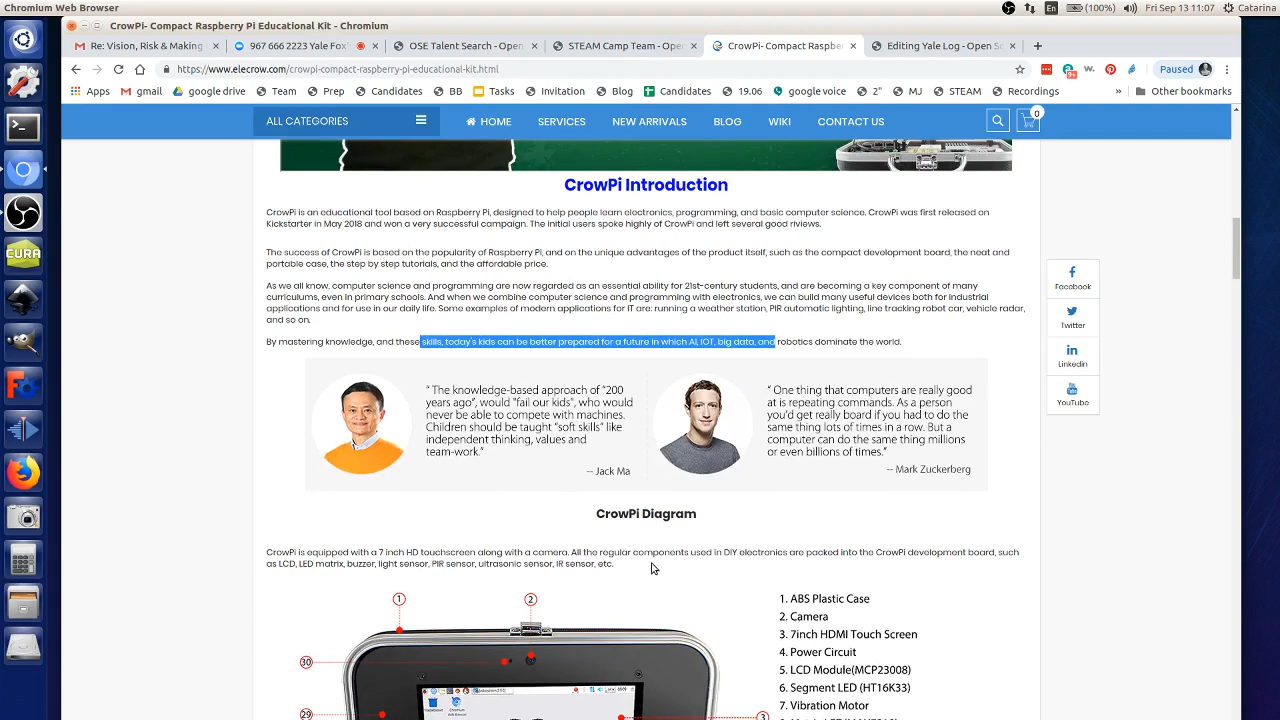 Chromium Web Browser
En
(100%)
Fri Sep 13 11:07
Catarina
CrowPi- Compact Raspberry Pi Educational Kit - Chromium
Re: Vision, Risk & Making
967 666 2223 Yale Fox'
OSE Talent Search - Open
STEAM Camp Team - Open
CrowPi- Compact Raspbe
Editing Yale Log - Open Sc
https://www.elecrow.com/crowpi-compact-raspberry-pi-educational-kit.html
Paused
Apps
gmail
google drive
Team
Prep
Candidates
BB
Tasks
Invitation
Blog
Candidates
19.06
google voice
2°
MJ
STEAM
Recordings
»
Other bookmarks
ALL CATEGORIES
HOME
SERVICES
NEW ARRIVALS
BLOG
WIKI
CONTACT US
0
CrowPi Introduction
CrowPi is an educational tool based on Raspberry Pi, designed to help people learn electronics, programming, and basic computer science. CrowPi was first released on
Kickstarter in May 2018 and won a very successful campaign. The initial users spoke highly of CrowPi and left several good riviews.
The success of CrowPi is based on the popularity of Raspberry Pi, and on the unique advantages of the product itself, such as the compact development board, the neat and
portable case, the step by step tutorials, and the affordable price.
As we all know, computer science and programming are now regarded as an essential ability for 21st-century students, and are becoming a key component of many
curriculums, even in primary schools. And when we combine computer science and programming with electronics, we can build many useful devices both for industrial
applications and for use in our daily life. Some examples of modern applications for IT are: running a weather station, PIR automatic lighting, line tracking robot car, vehicle radar,
and so on.
By mastering knowledge, and these skills, today's kids can be better prepared for a future in which AI, IOT, big data, and robotics dominate the world.
" The knowledge-based approach of "200
years ago", would "fail our kids", who would
never be able to compete with machines.
Children should be taught "soft skills" like
independent thinking, values and
team-work."
-- Jack Ma
" One thing that computers are really good
at is repeating commands. As a person
you'd get really board if you had to do the
same thing lots of times in a row. But a
computer can do the same thing millions
or even billions of times."
-- Mark Zuckerberg
Facebook
Twitter
Linkedin
YouTube
CrowPi Diagram
CrowPi is equipped with a 7 inch HD touchscreen along with a camera. All the regular components used in DIY electronics are packed into the CrowPi development board, such
as LCD, LED matrix, buzzer, light sensor, PIR sensor, ultrasonic sensor, IR sensor, etc.
1
2
30
29
3
1. ABS Plastic Case
2. Camera
3. 7inch HDMI Touch Screen
4. Power Circuit
5. LCD Module(MCP23008)
6. Segment LED (HT16K33)
7. Vibration Motor
CURA